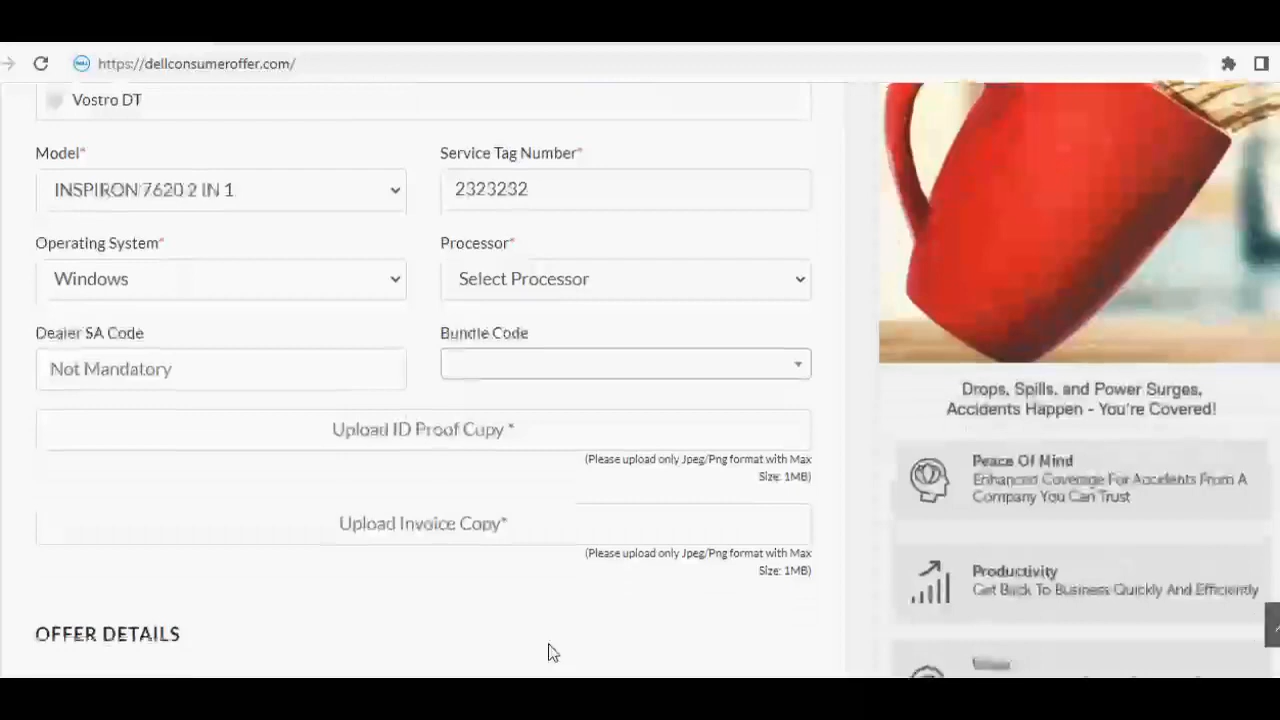 https://dellconsumeroffer.com/
Vostro DT
Model*
Service Tag Number*
INSPIRON 7620 2 IN 1
2323232
Operating System*
Processor*
Windows
Select Processor
Dealer SA Code
Bundle Code
Not Mandatory
Upload ID Proof Copy *
(Please upload only Jpeg/Png format with Max
Size: 1MB)
Upload Invoice Copy*
(Please upload only Jpeg/Png format with Max
Size: 1MB)
OFFER DETAILS
Drops, Spills, and Power Surges,
Accidents Happen - You're Covered!
Peace Of Mind
Enhanced Coverage For Accidents From A
Company You Can Trust
Productivity
Get Back To Business Quickly And Efficiently